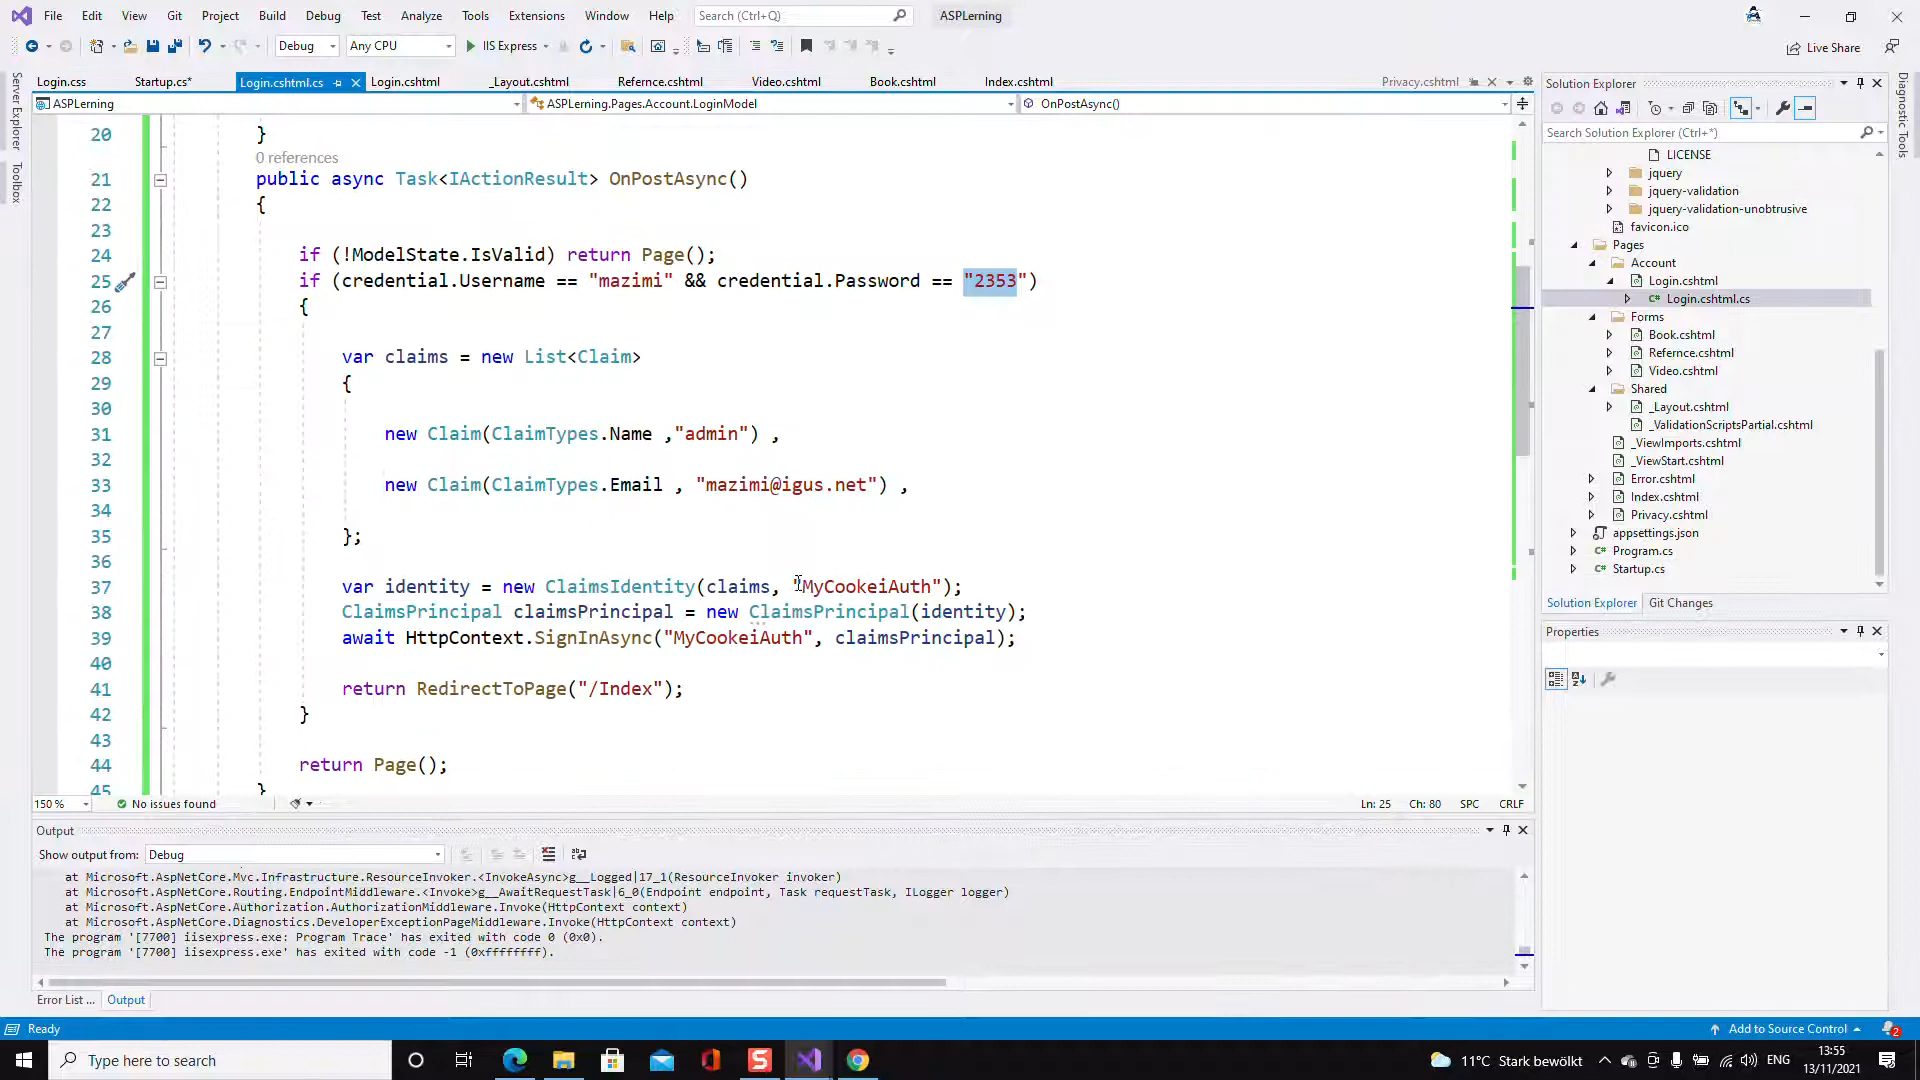 File Edit View Git Project Build Debug Test Analyze Tools Extensions Window Help Search (Ctrl+Q) ASPLerning
Debug Any CPU IIS Express Live Share
Login.css Startup.cs* Login.cshtml.cs Login.cshtml _Layout.cshtml Refernce.cshtml Video.cshtml Book.cshtml Index.cshtml Privacy.cshtml
ASPLerning ASPLerning.Pages.Account.LoginModel OnPostAsync()
Server Explorer
Toolbox
20 }
0 references
21 public async Task<IActionResult> OnPostAsync()
22 {
23
24 if (!ModelState.IsValid) return Page();
25 if (credential.Username == "mazimi" && credential.Password == "2353")
26 {
27
28 var claims = new List<Claim>
29 {
30
31 new Claim(ClaimTypes.Name ,"admin") ,
32
33 new Claim(ClaimTypes.Email , "mazimi@igus.net") ,
34
35 };
36
37 var identity = new ClaimsIdentity(claims, "MyCookeiAuth");
38 ClaimsPrincipal claimsPrincipal = new ClaimsPrincipal(identity);
39 await HttpContext.SignInAsync("MyCookeiAuth", claimsPrincipal);
40
41 return RedirectToPage("/Index");
42 }
43
44 return Page();
45 }
150 % No issues found Ln: 25 Ch: 80 SPC CRLF
Output
Show output from: Debug
at Microsoft.AspNetCore.Mvc.Infrastructure.ResourceInvoker.<InvokeAsync>g__Logged|17_1(ResourceInvoker invoker)
at Microsoft.AspNetCore.Routing.EndpointMiddleware.<Invoke>g__AwaitRequestTask|6_0(Endpoint endpoint, Task requestTask, ILogger logger)
at Microsoft.AspNetCore.Authorization.AuthorizationMiddleware.Invoke(HttpContext context)
at Microsoft.AspNetCore.Diagnostics.DeveloperExceptionPageMiddleware.Invoke(HttpContext context)
The program '[7700] iisexpress.exe: Program Trace' has exited with code 0 (0x0).
The program '[7700] iisexpress.exe' has exited with code -1 (0xffffffff).
Error List ... Output
Solution Explorer
Search Solution Explorer (Ctrl+*)
LICENSE
jquery
jquery-validation
jquery-validation-unobtrusive
favicon.ico
Pages
Account
Login.cshtml
Login.cshtml.cs
Forms
Book.cshtml
Refernce.cshtml
Video.cshtml
Shared
_Layout.cshtml
_ValidationScriptsPartial.cshtml
_ViewImports.cshtml
_ViewStart.cshtml
Error.cshtml
Index.cshtml
Privacy.cshtml
appsettings.json
Program.cs
Startup.cs
Solution Explorer Git Changes
Properties
Diagnostic Tools
Ready Add to Source Control 2
Type here to search 11°C Stark bewölkt ENG 13:55
13/11/2021